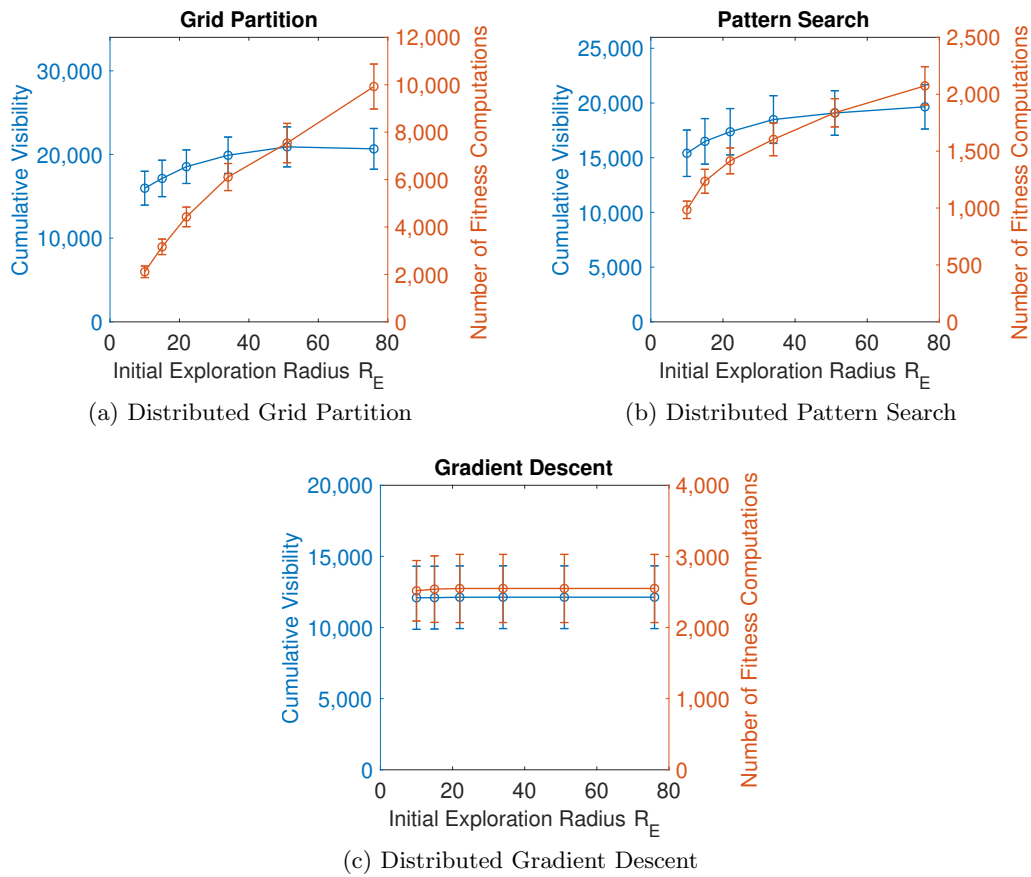 Grid Partition
Cumulative Visibility
30,000
20,000
10,000
0
12,000
10,000
8,000
6,000
4,000
2,000
0
Number of Fitness Computations
0 20 40 60 80
Initial Exploration Radius R_E
(a) Distributed Grid Partition
Pattern Search
Cumulative Visibility
25,000
20,000
15,000
10,000
5,000
0
2,500
2,000
1,500
1,000
500
0
Number of Fitness Computations
0 20 40 60 80
Initial Exploration Radius R_E
(b) Distributed Pattern Search
Gradient Descent
Cumulative Visibility
20,000
15,000
10,000
5,000
0
4,000
3,000
2,000
1,000
0
Number of Fitness Computations
0 20 40 60 80
Initial Exploration Radius R_E
(c) Distributed Gradient Descent